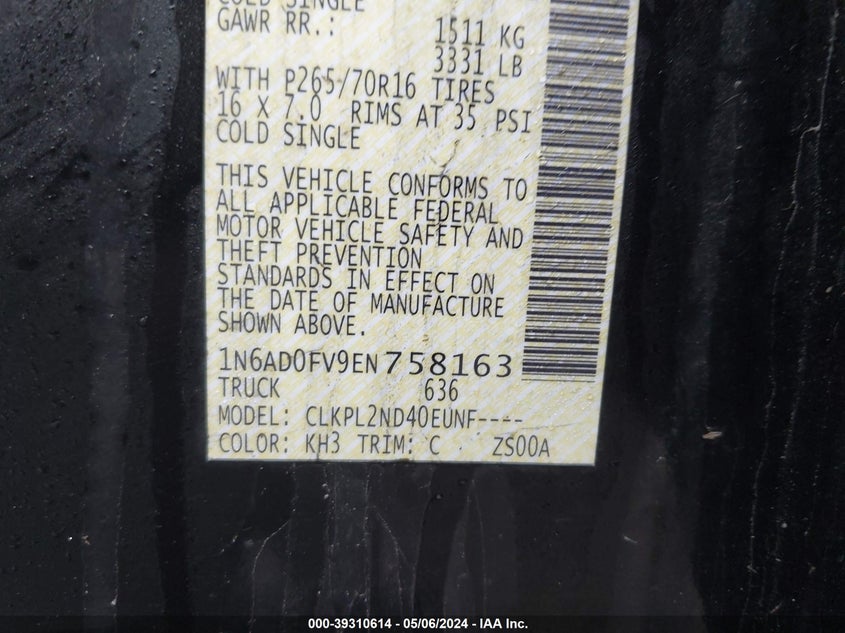 COLD SINGLE
GAWR RR.: 1511 KG
3331 LB
WITH P265/70R16 TIRES
16 X 7.0 RIMS AT 35 PSI
COLD SINGLE
THIS VEHICLE CONFORMS TO
ALL APPLICABLE FEDERAL
MOTOR VEHICLE SAFETY AND
THEFT PREVENTION
STANDARDS IN EFFECT ON
THE DATE OF MANUFACTURE
SHOWN ABOVE.
1N6AD0FV9EN758163
TRUCK 636
MODEL: CLKPL2ND40EUNF----
COLOR: KH3 TRIM: C ZS00A
000-39310614 - 05/06/2024 - IAA Inc.